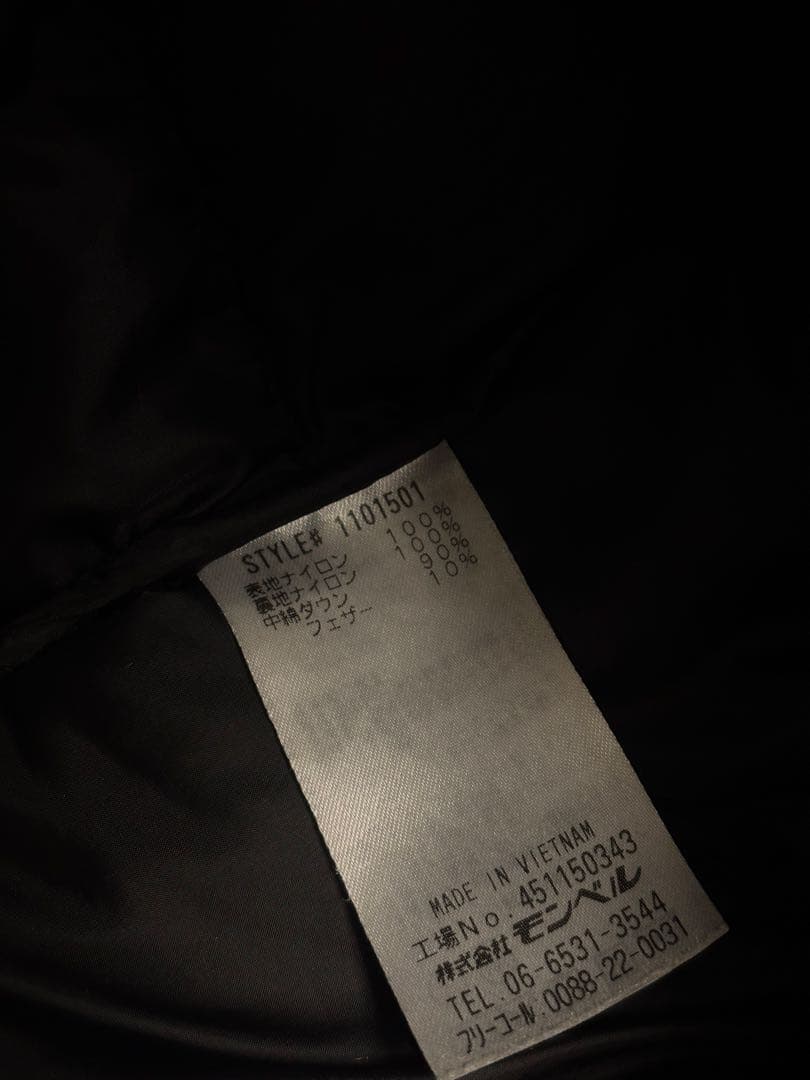 STYLE# 1101501
表地ナイロン 100%
裏地ナイロン 100%
中綿ダウン 90%
フェザー 10%
MADE IN VIETNAM
工場No.451150343
株式会社モンベル
TEL.06-6531-3544
フリーコール.0088-22-0031